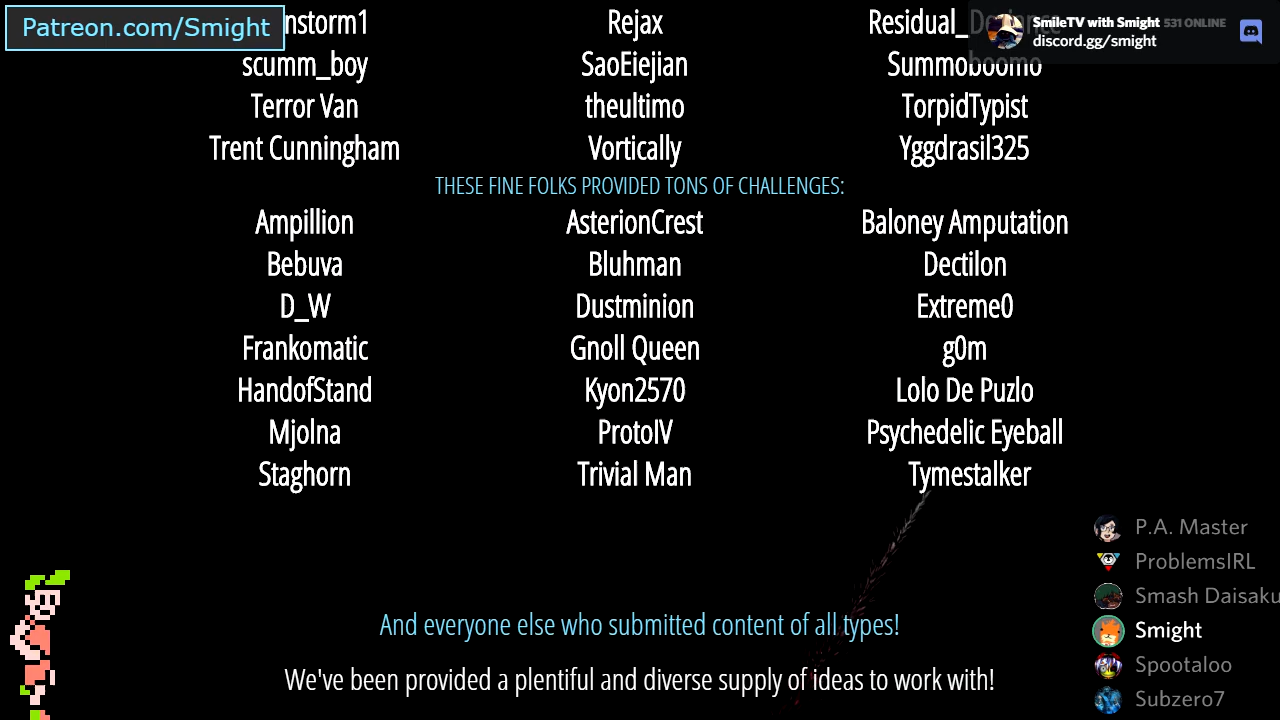 Patreon.com/Smight
nstorm1 Rejax
SmileTV with Smight 531 ONLINE
discord.gg/smight
scumm_boy SaoEiejian Summoboomo
Terror Van theultimo TorpidTypist
Trent Cunningham Vortically Yggdrasil325
THESE FINE FOLKS PROVIDED TONS OF CHALLENGES:
Ampillion AsterionCrest Baloney Amputation
Bebuva Bluhman Dectilon
D_W Dustminion Extreme0
Frankomatic Gnoll Queen g0m
HandofStand Kyon2570 Lolo De Puzlo
Mjolna ProtoIV Psychedelic Eyeball
Staghorn Trivial Man Tymestalker
P.A. Master
ProblemsIRL
Smash Daisaku
And everyone else who submitted content of all types!
Smight
Spootaloo
We've been provided a plentiful and diverse supply of ideas to work with!
Subzero7